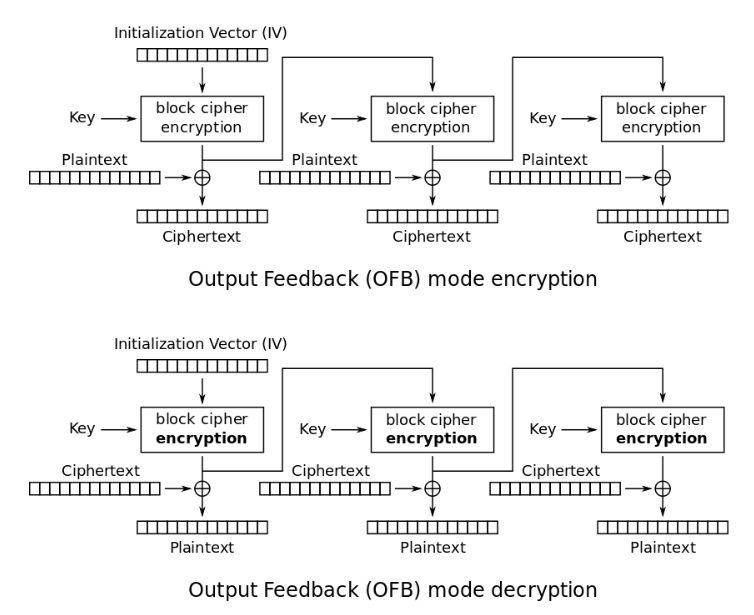 Initialization Vector (IV)
Key
block cipher
encryption
Key
block cipher
encryption
Key
block cipher
encryption
Plaintext
Plaintext
Plaintext
Ciphertext
Ciphertext
Ciphertext
Output Feedback (OFB) mode encryption
Initialization Vector (IV)
Key
block cipher
encryption
Key
block cipher
encryption
Key
block cipher
encryption
Ciphertext
Ciphertext
Ciphertext
Plaintext
Plaintext
Plaintext
Output Feedback (OFB) mode decryption